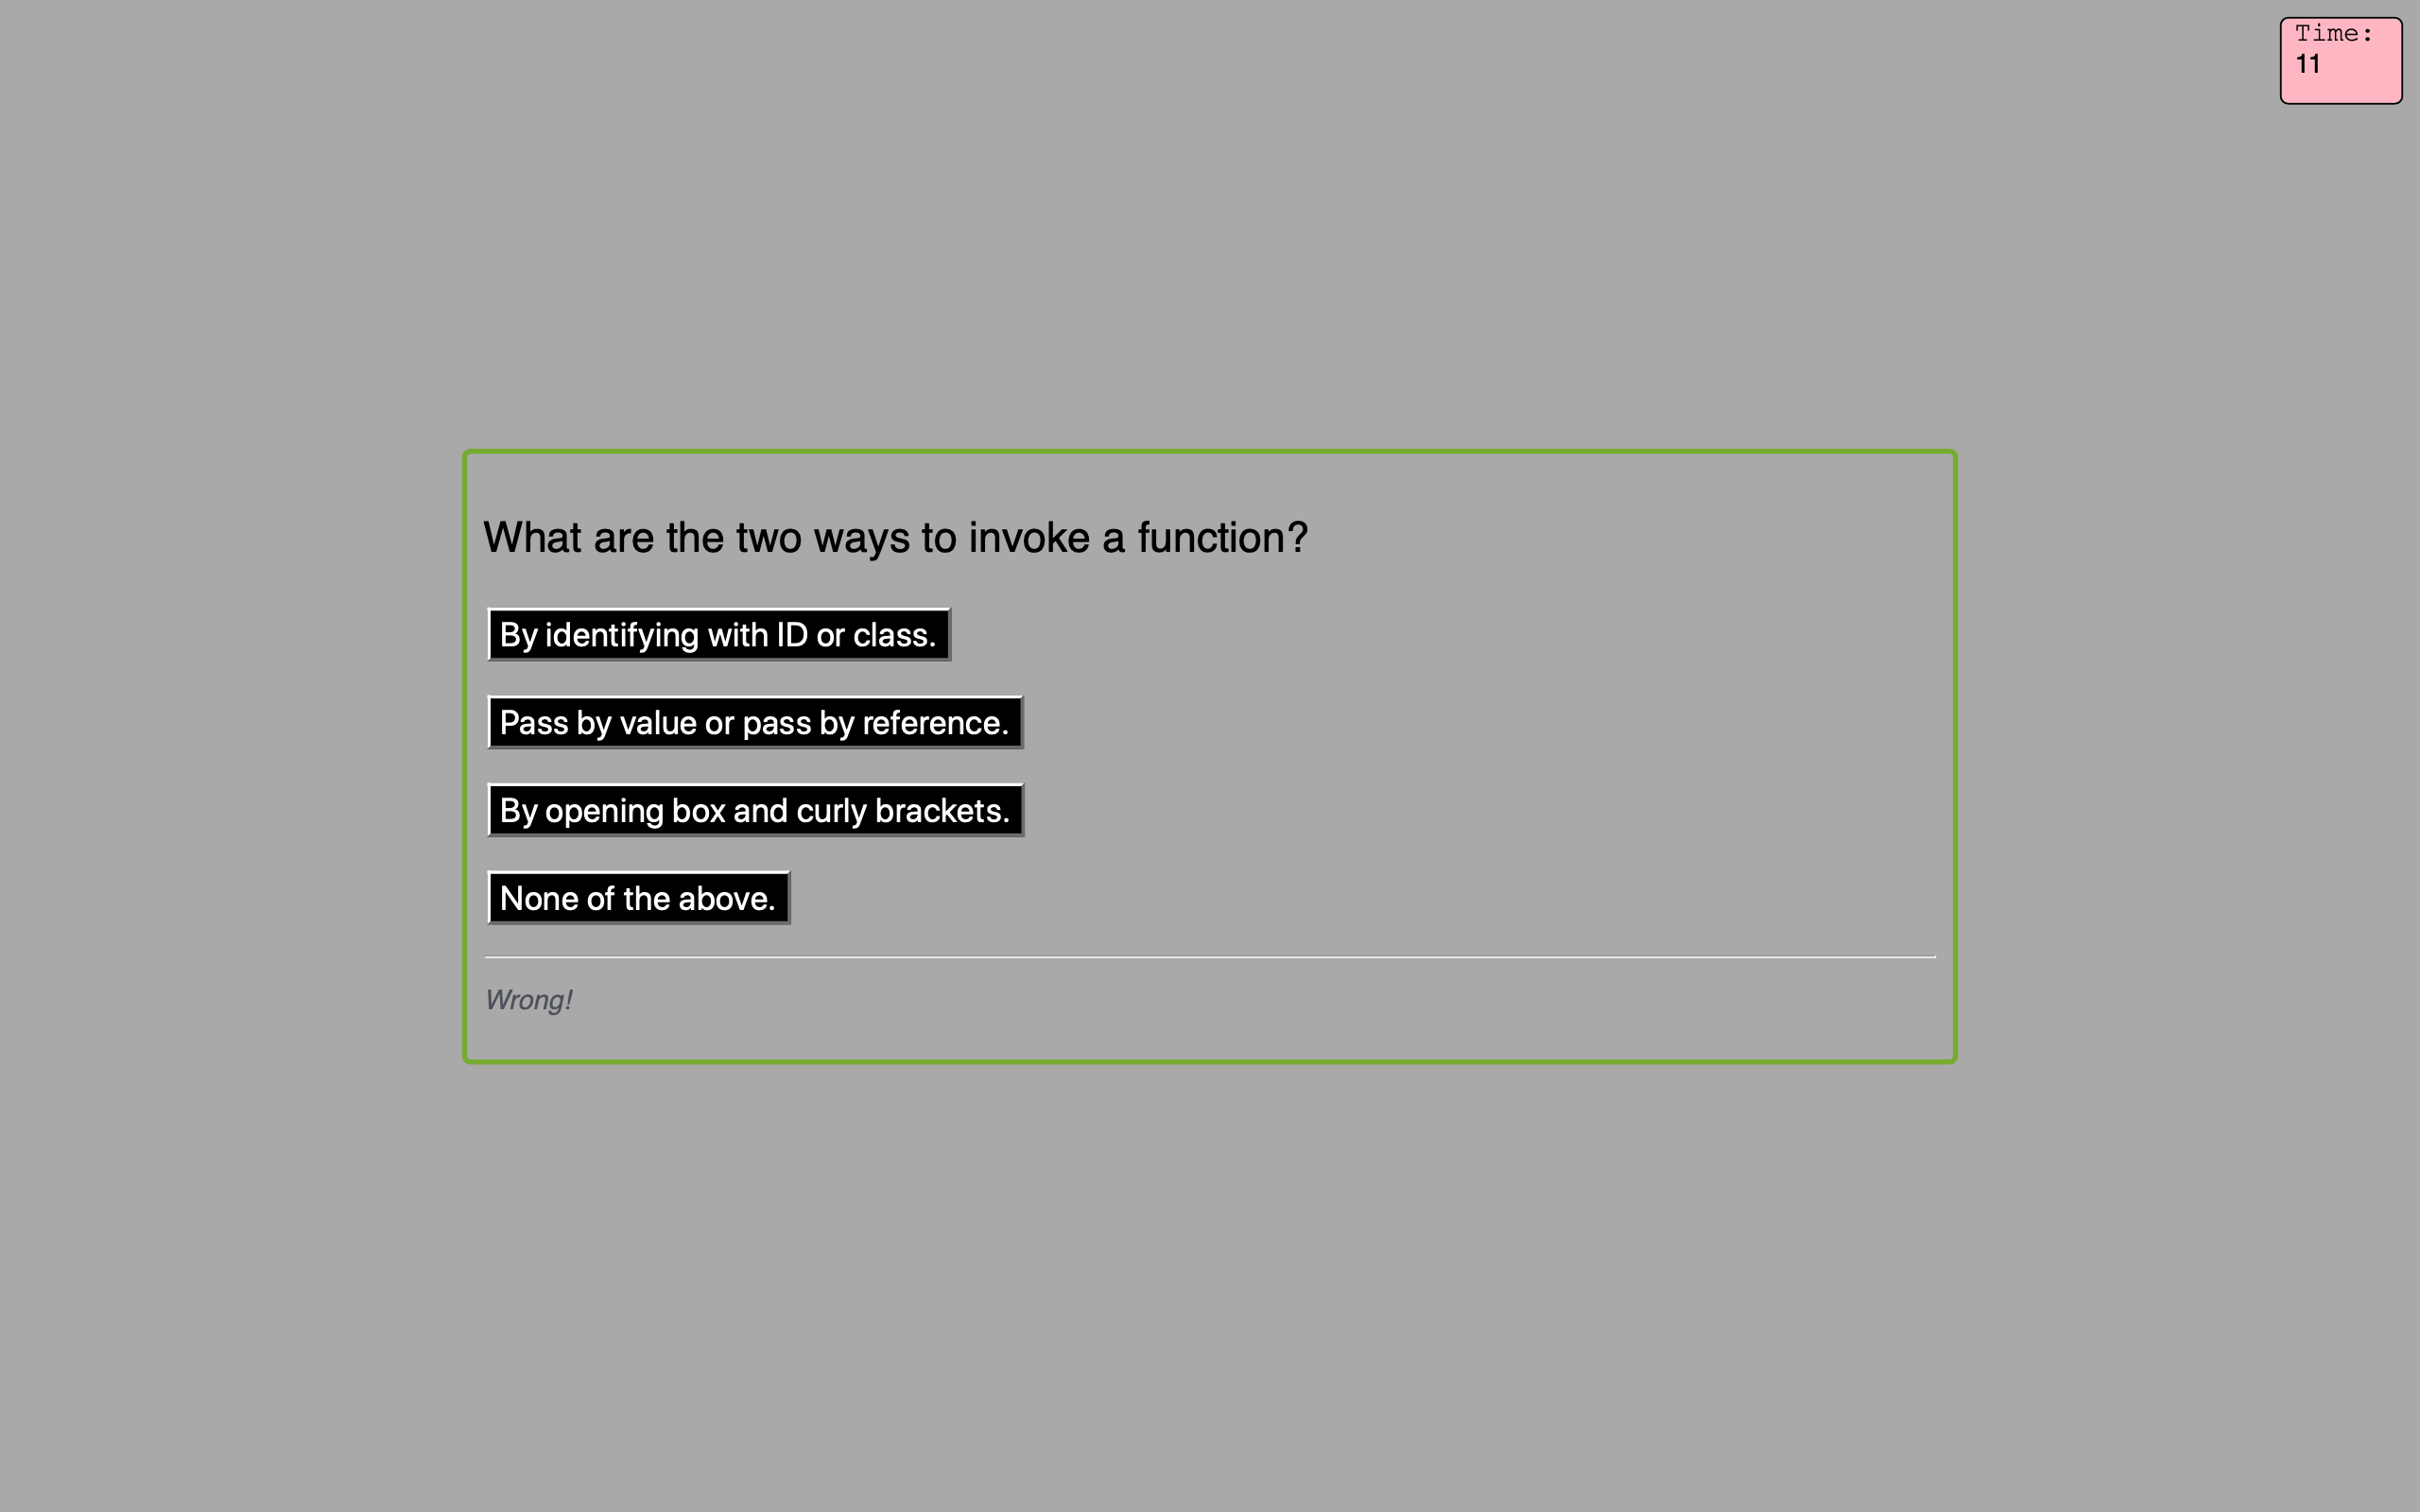 Time:
11
What are the two ways to invoke a function?
By identifying with ID or class.
Pass by value or pass by reference.
By opening box and curly brackets.
None of the above.
Wrong!